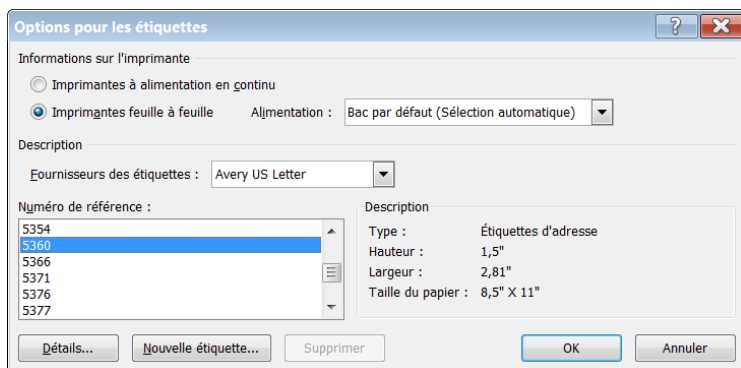 Options pour les étiquettes
Informations sur l'imprimante
Imprimantes à alimentation en continu
Imprimantes feuille à feuille Alimentation : Bac par défaut (Sélection automatique)
Description
Fournisseurs des étiquettes : Avery US Letter
Numéro de référence :
5354
5360
5366
5371
5376
5377
Description
Type : Étiquettes d'adresse
Hauteur : 1,5"
Largeur : 2,81"
Taille du papier : 8,5" X 11"
Détails... Nouvelle étiquette... Supprimer OK Annuler